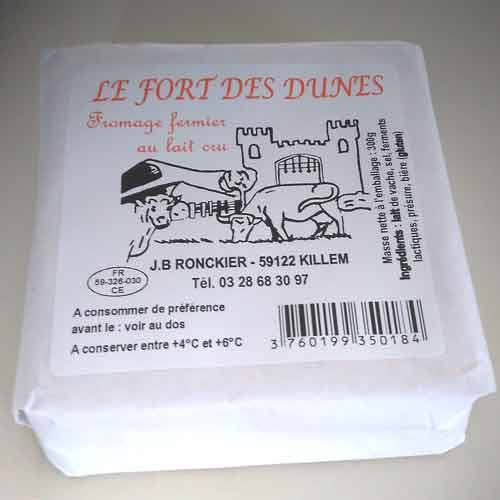 LE FORT DES DUNES
Fromage fermier
au lait cru
Masse nette à l'emballage : 300g
Ingrédients : lait de vache, sel, ferments
lactiques, présure, bière (gluten)
J.B RONCKIER - 59122 KILLEM
Tèl. 03 28 68 30 97
FR
59-326-030
CE
A consommer de préférence
avant le : voir au dos
A conserver entre +4°C et +6°C
3 760199 350184